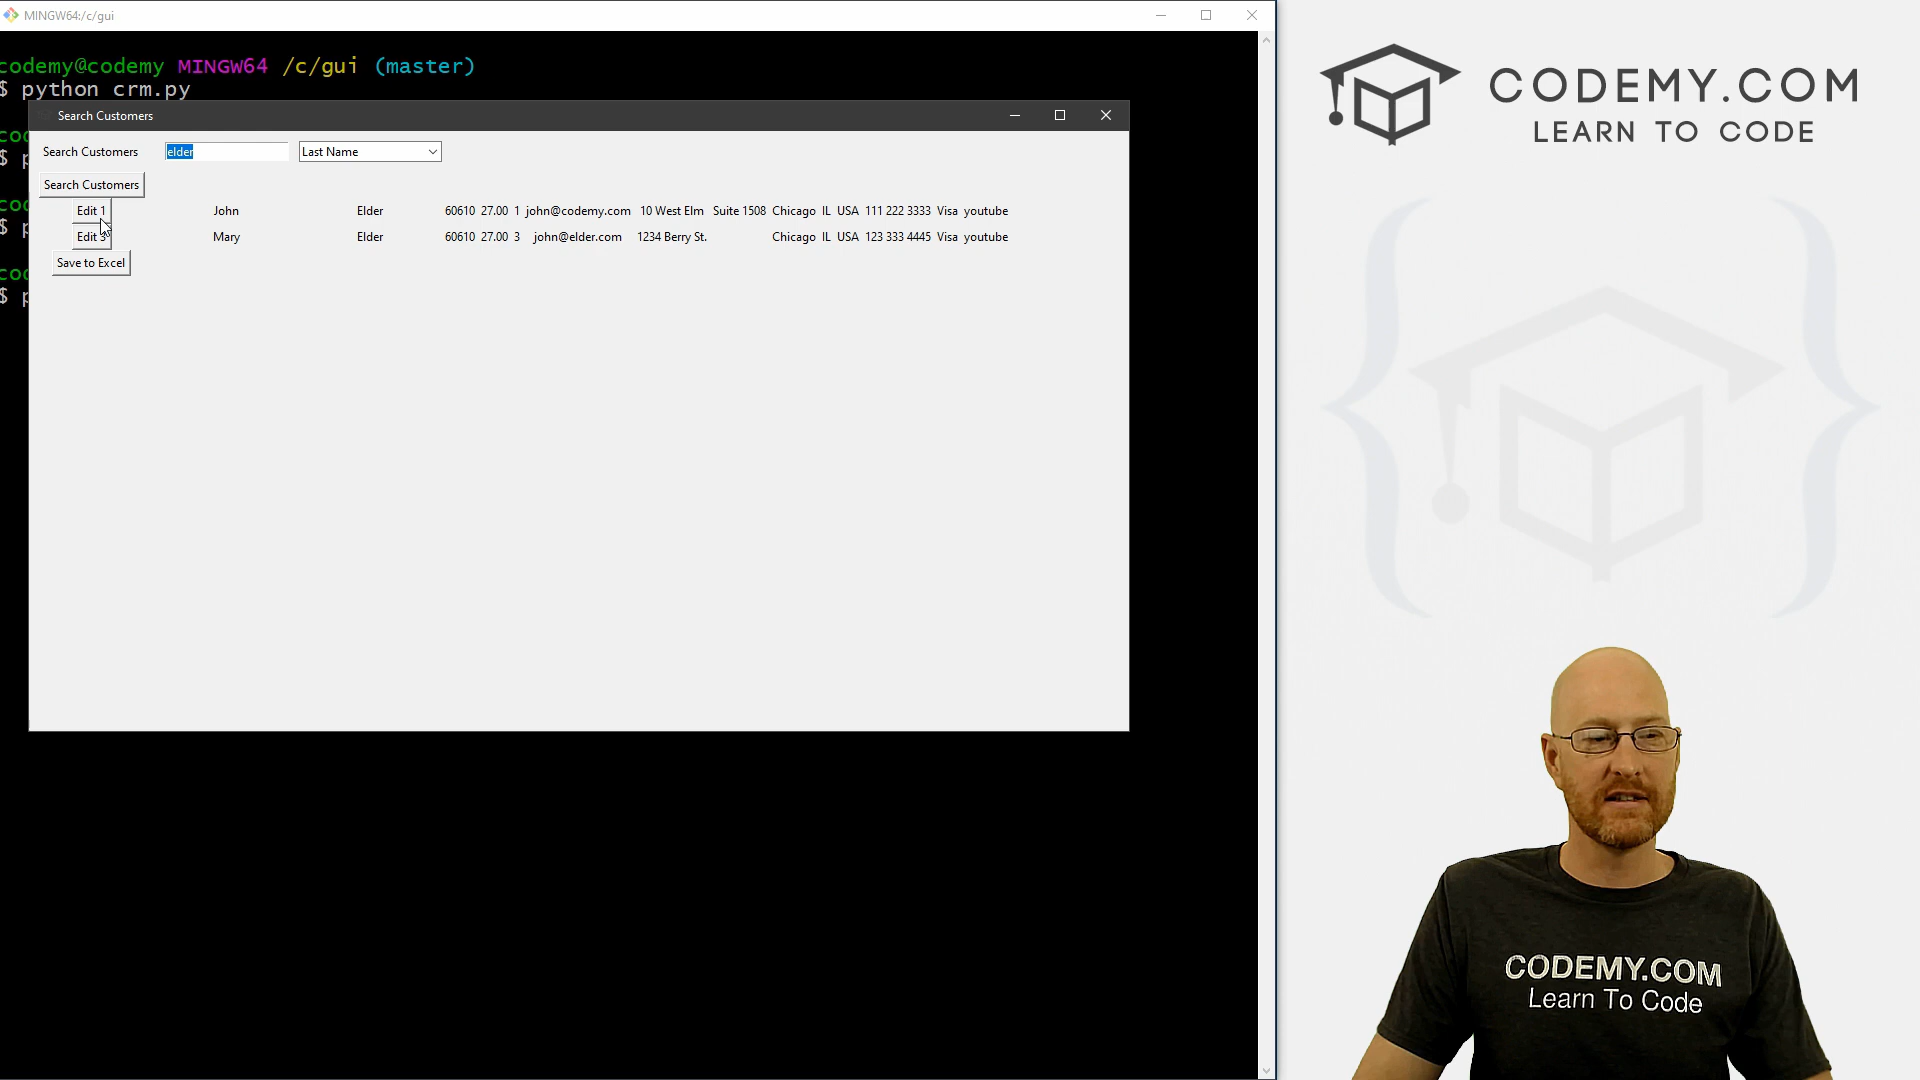 MINGW64:/c/gui
codemy@codemy MINGW64 /c/gui (master)
$ python crm.py
Search Customers
Search Customers elder Last Name
Search Customers
Edit 1 John Elder 60610 27.00 1 john@codemy.com 10 West Elm Suite 1508 Chicago IL USA 111 222 3333 Visa youtube
Edit 3 Mary Elder 60610 27.00 3 john@elder.com 1234 Berry St. Chicago IL USA 123 333 4445 Visa youtube
Save to Excel
coc
$ p
coc
$ p
coc
$ p
CODEMY.COM
LEARN TO CODE
CODEMY.COM
Learn To Code